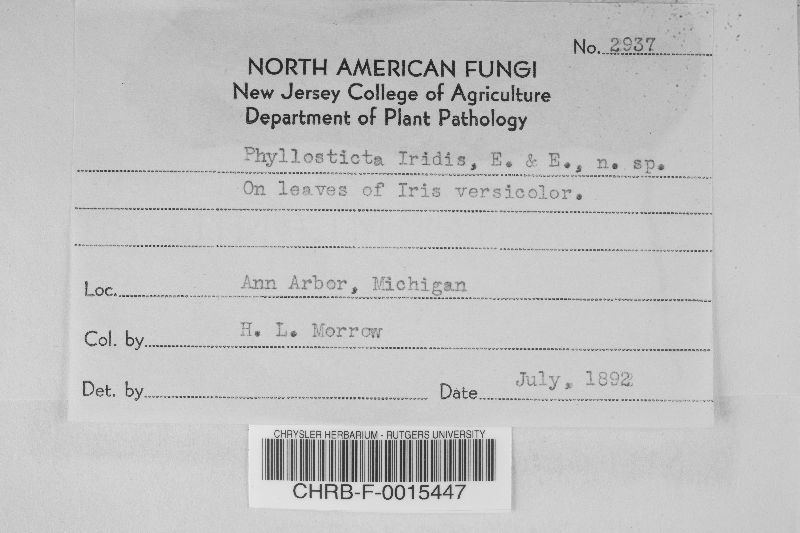 No. 2937
NORTH AMERICAN FUNGI
New Jersey College of Agriculture
Department of Plant Pathology
Phyllosticta Iridis, E. & E., n. sp.
On leaves of Iris versicolor.
Loc. Ann Arbor, Michigan
Col. by H. L. Morrow
Det. by
Date July, 1892
CHRYSLER HERBARIUM - RUTGERS UNIVERSITY
CHRB-F-0015447